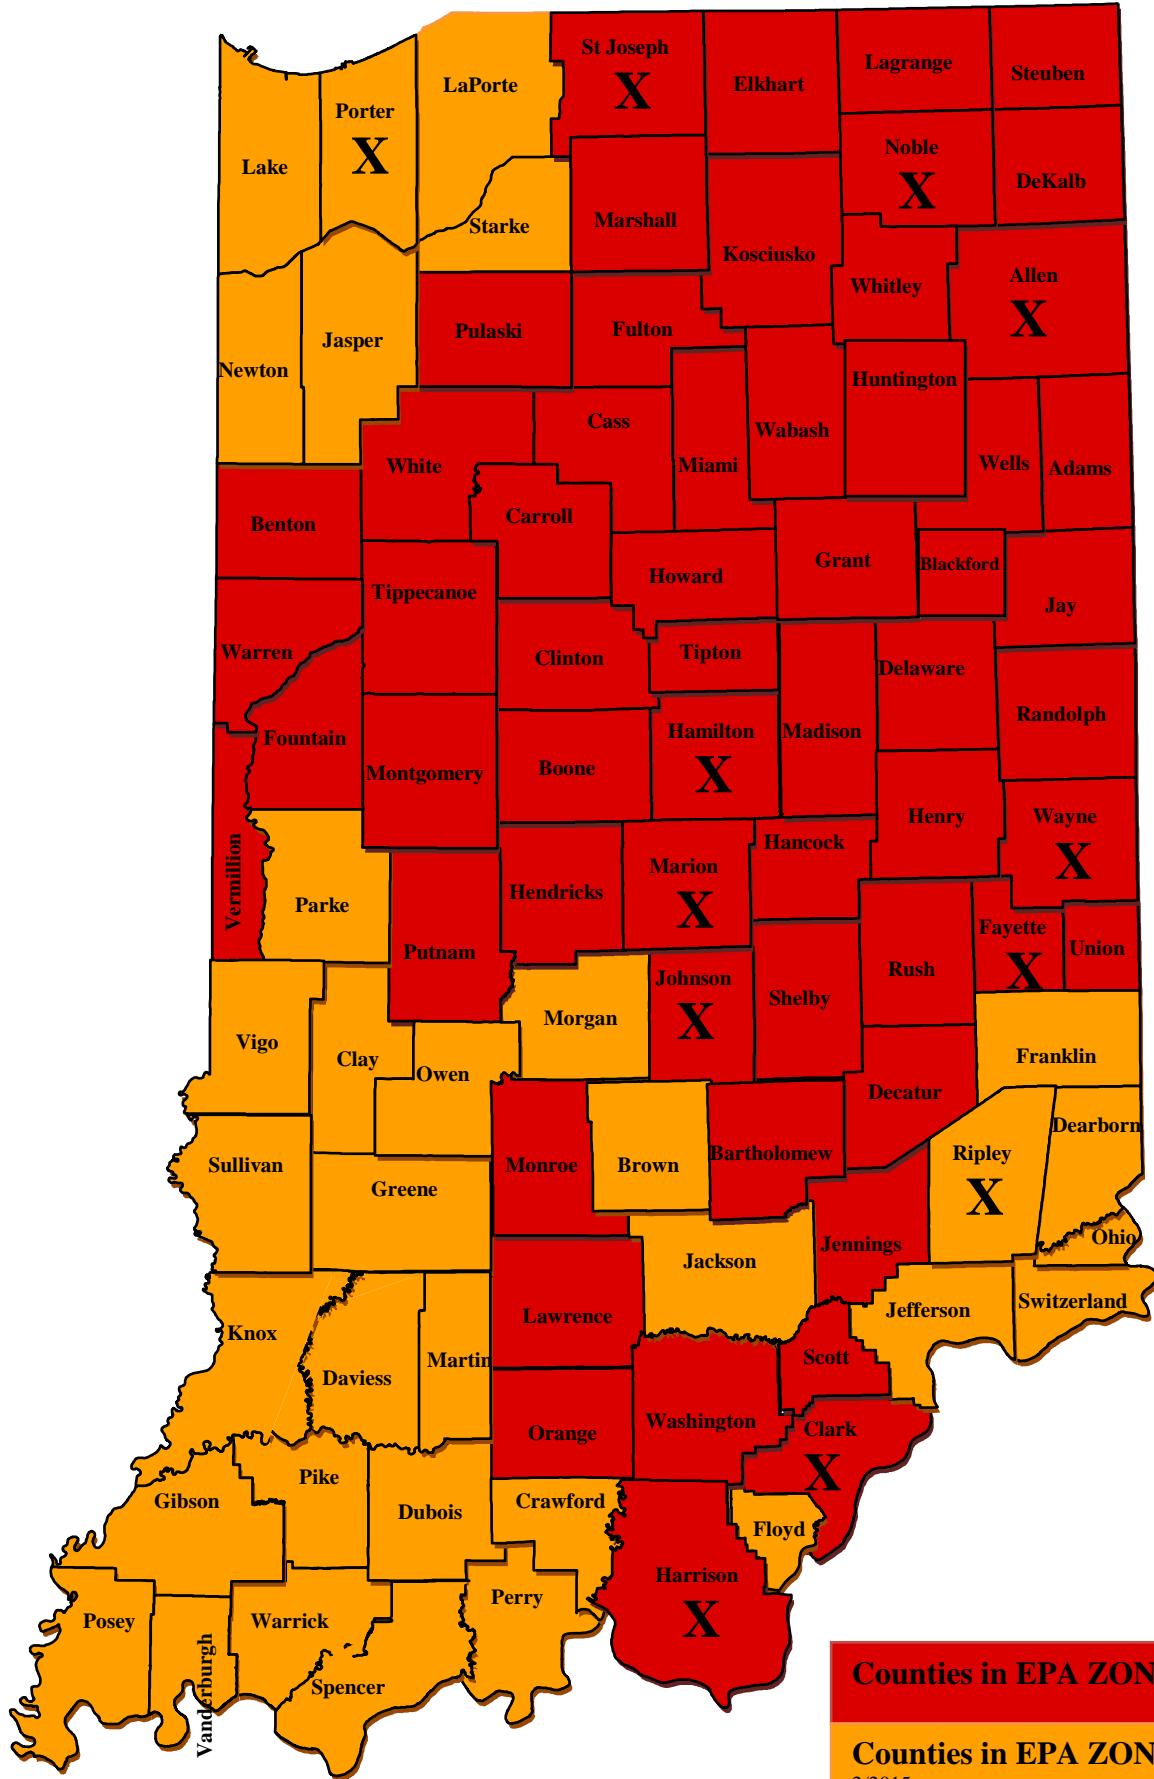 St Joseph
X
Elkhart
Lagrange
Steuben
LaPorte
Porter
X
Lake
Noble
X
DeKalb
Starke
Marshall
Kosciusko
Whitley
Allen
X
Newton
Jasper
Pulaski
Fulton
Huntington
Cass
Wabash
Miami
White
Wells
Adams
Benton
Carroll
Howard
Grant
Blackford
Jay
Tippecanoe
Warren
Clinton
Tipton
Delaware
Randolph
Fountain
Hamilton
X
Madison
Montgomery
Boone
Henry
Wayne
X
Vermillion
Parke
Hendricks
Marion
X
Hancock
Putnam
Johnson
X
Shelby
Rush
Fayette
X
Union
Morgan
Vigo
Clay
Owen
Franklin
Decatur
Dearborn
Sullivan
Greene
Monroe
Brown
Bartholomew
Ripley
X
Ohio
Jackson
Jennings
Switzerland
Jefferson
Knox
Daviess
Martin
Lawrence
Scott
Washington
Orange
Clark
X
Pike
Gibson
Dubois
Crawford
Floyd
Harrison
X
Perry
Posey
Warrick
Vanderburgh
Spencer
Counties in EPA ZON
Counties in EPA ZON